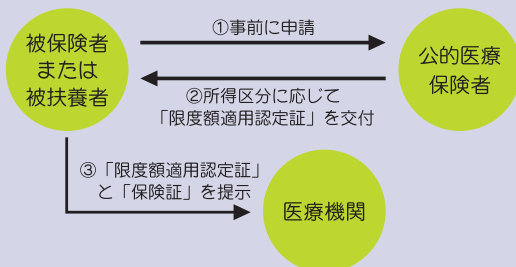 被保険者
または
被扶養者
①事前に申請
公的医療
保険者
②所得区分に応じて
「限度額適用認定証」を交付
③「限度額適用認定証」
と「保険証」を提示
医療機関